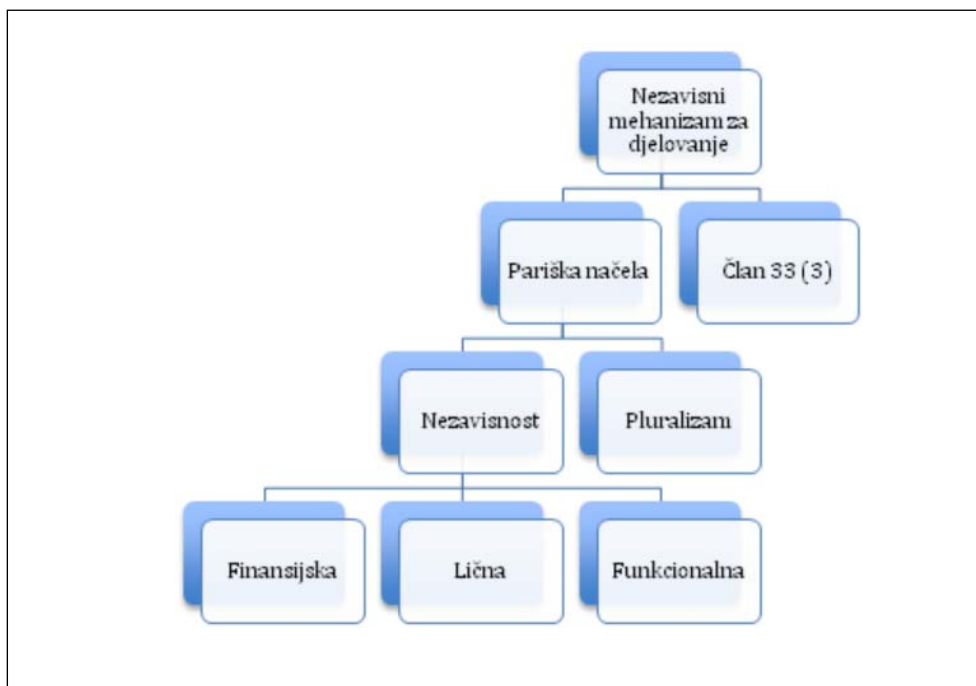 Nezavisni
mehanizam za
djelovanje
Pariška načela
Član 33 (3)
Nezavisnost
Pluralizam
Finansijska
Lična
Funkcionalna